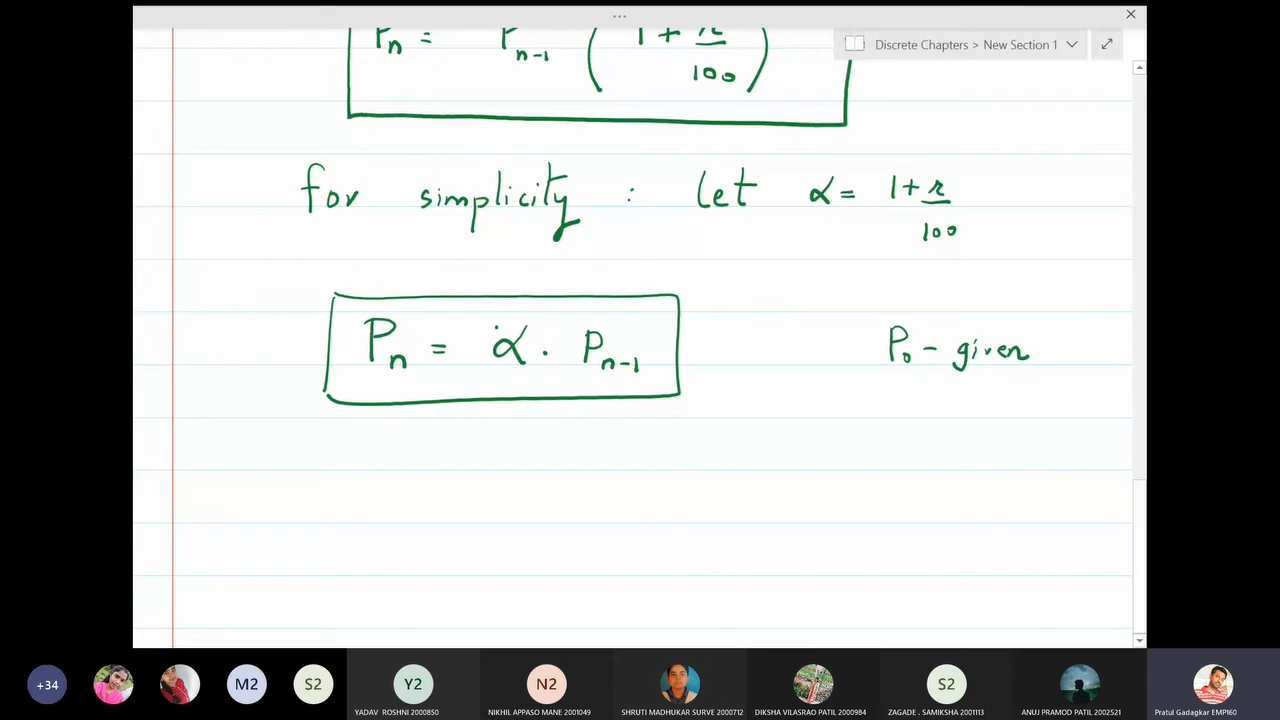 Discrete Chapters > New Section 1
Pn = Pn-1 ( 1 + r/100 )
for simplicity : let α = 1 + r/100
Pn = α . Pn-1
P0 - given
+34
M2
S2
Y2
N2
S2
YADAV ROSHNI 2000850
NIKHIL APPASO MANE 2001049
SHRUTI MADHUKAR SURVE 2000712
DIKSHA VILASRAO PATIL 2000984
ZAGADE . SAMIKSHA 2001113
ANUJ PRAMOD PATIL 2002521
Pratul Gadagkar EMP160